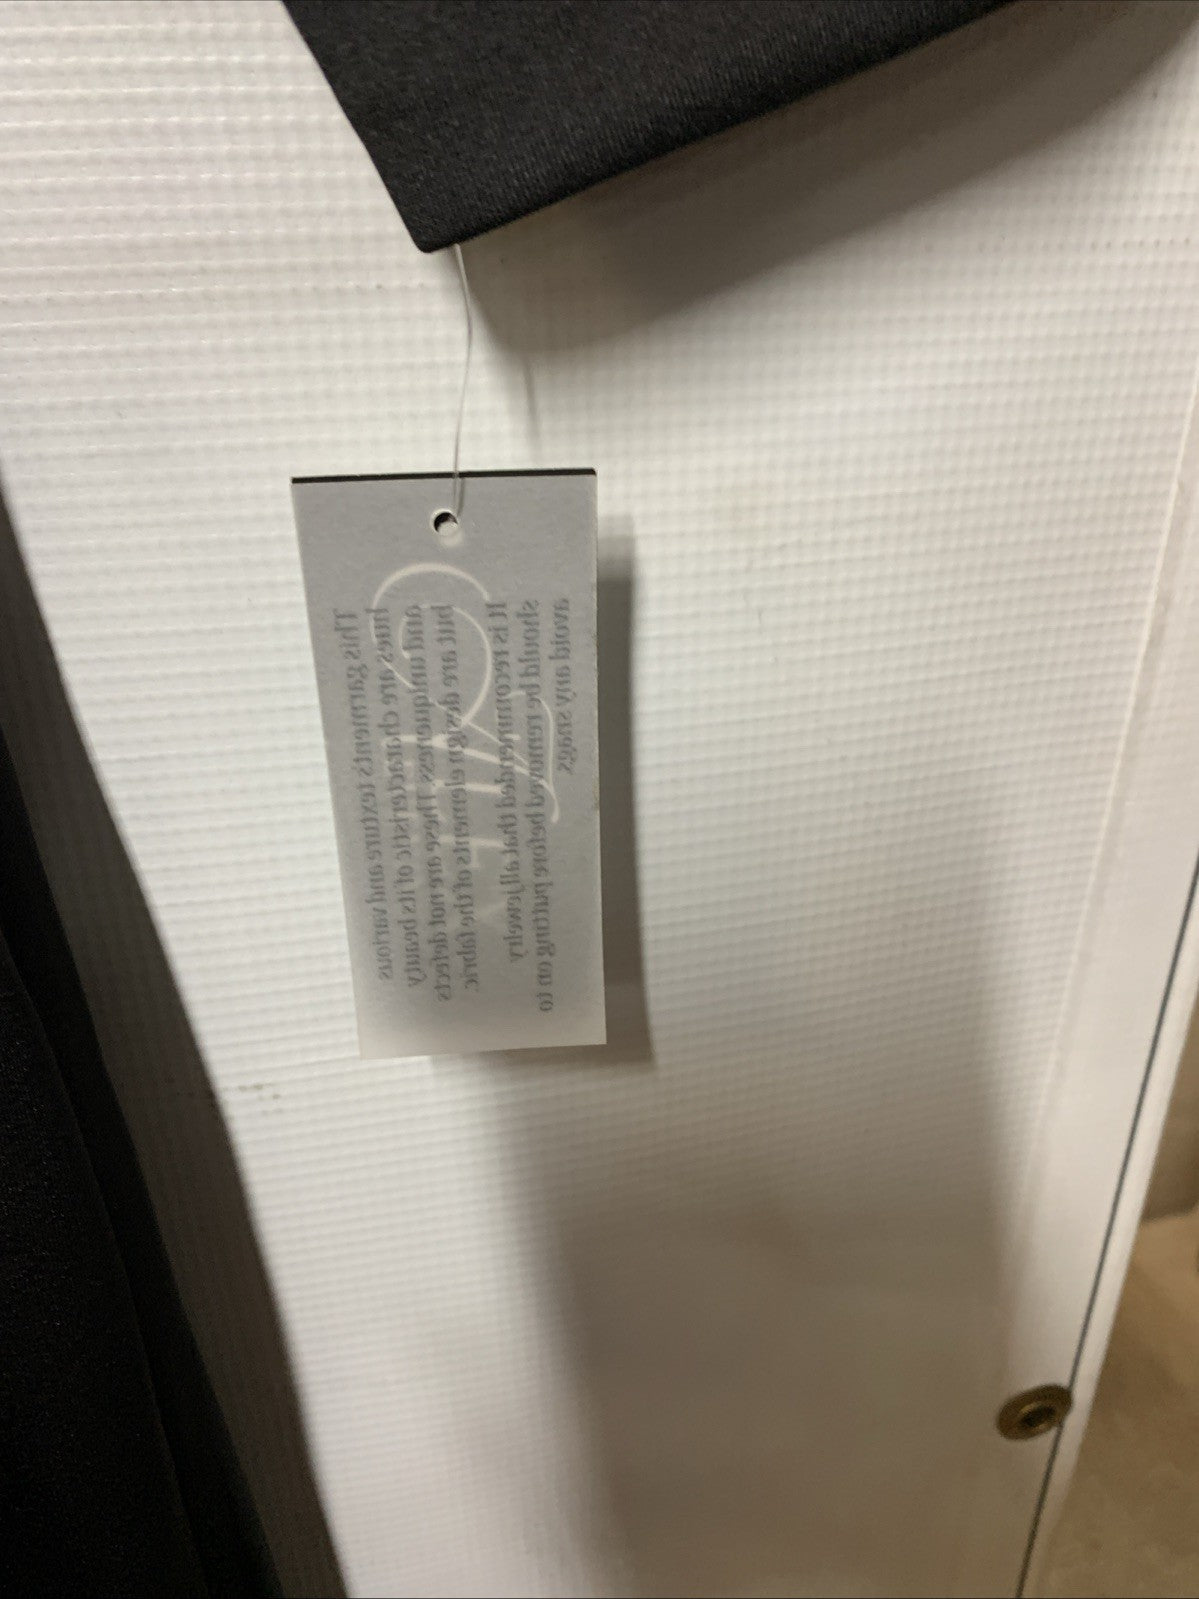 This garment's texture and various
hues are characteristic of its beauty
and uniqueness. These are not defects
but are design elements of the fabric
It is recommended that all jewelry
should be removed before putting on to
avoid any snags